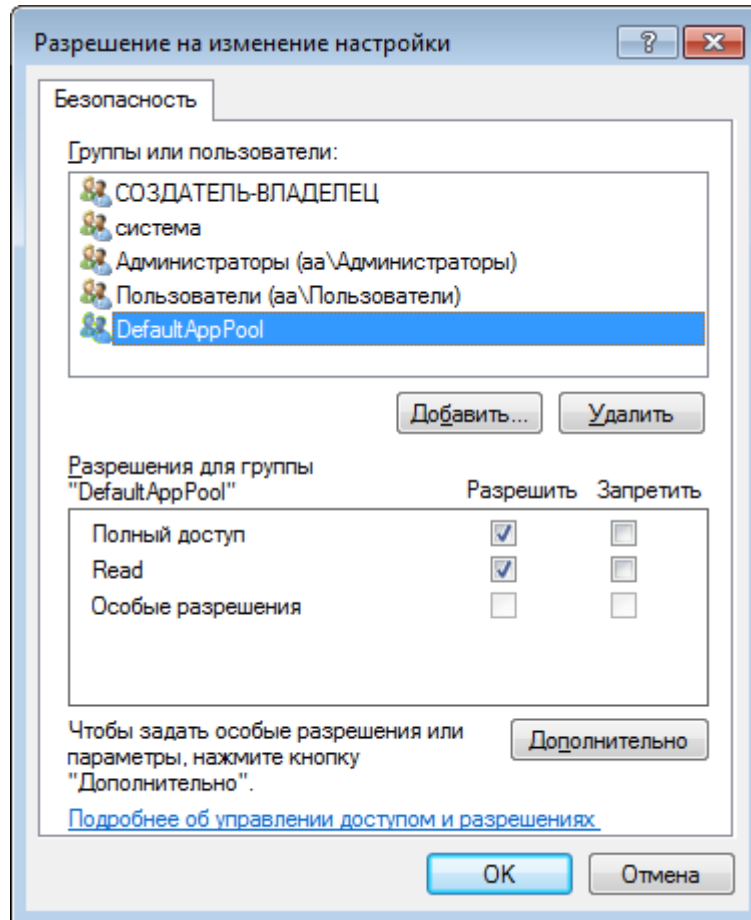 Разрешение на изменение настройки
Безопасность
Группы или пользователи:
СОЗДАТЕЛЬ-ВЛАДЕЛЕЦ
система
Администраторы (aa\Администраторы)
Пользователи (aa\Пользователи)
DefaultAppPool
Добавить...
Удалить
Разрешения для группы
"DefaultAppPool"
Разрешить
Запретить
Полный доступ
Read
Особые разрешения
Чтобы задать особые разрешения или
параметры, нажмите кнопку
"Дополнительно".
Дополнительно
Подробнее об управлении доступом и разрешениях
OK
Отмена